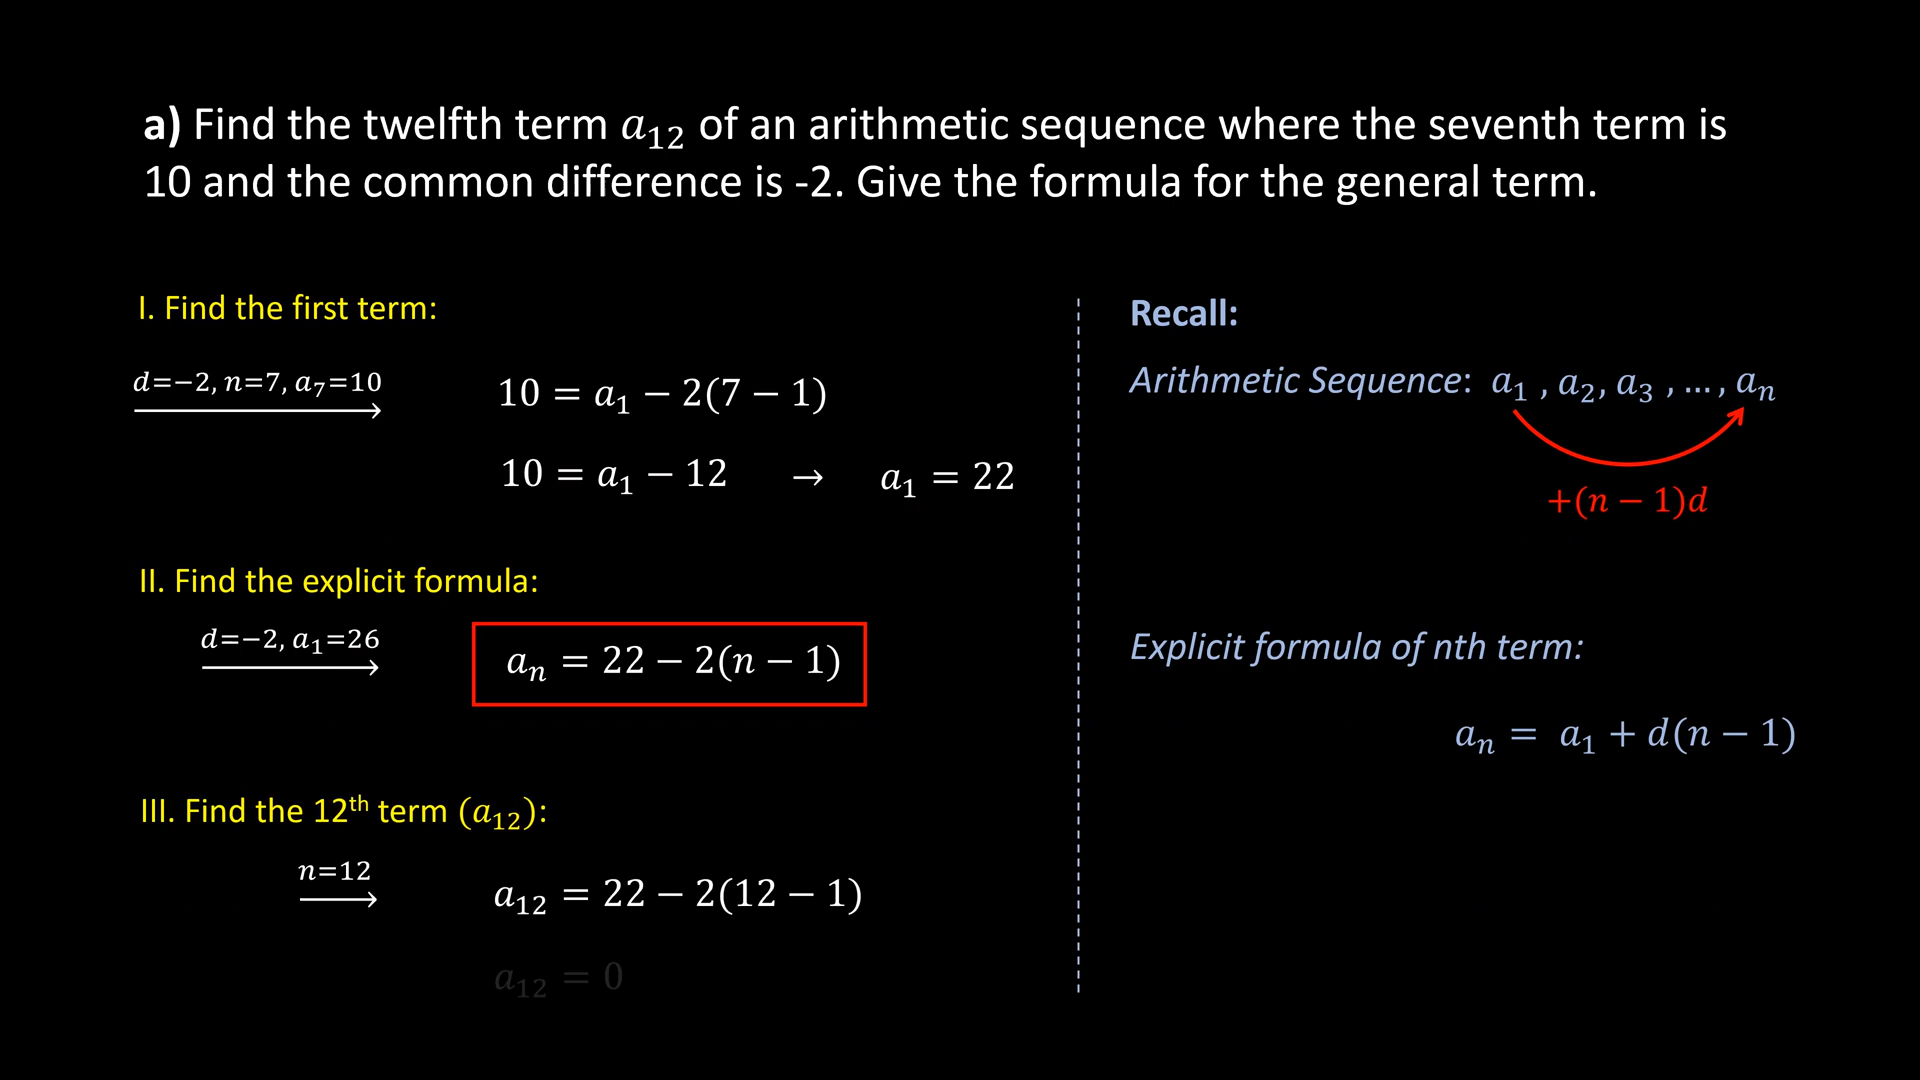 a) Find the twelfth term a₁₂ of an arithmetic sequence where the seventh term is
10 and the common difference is -2. Give the formula for the general term.
I. Find the first term:
d=−2, n=7, a₇=10
10 = a₁ − 2(7 − 1)
10 = a₁ − 12 → a₁ = 22
II. Find the explicit formula:
d=−2, a₁=26
aₙ = 22 − 2(n − 1)
III. Find the 12ᵗʰ term (a₁₂):
n=12
a₁₂ = 22 − 2(12 − 1)
a₁₂ = 0
Recall:
Arithmetic Sequence: a₁ , a₂, a₃ , … , aₙ
+(n − 1)d
Explicit formula of nth term:
aₙ = a₁ + d(n − 1)